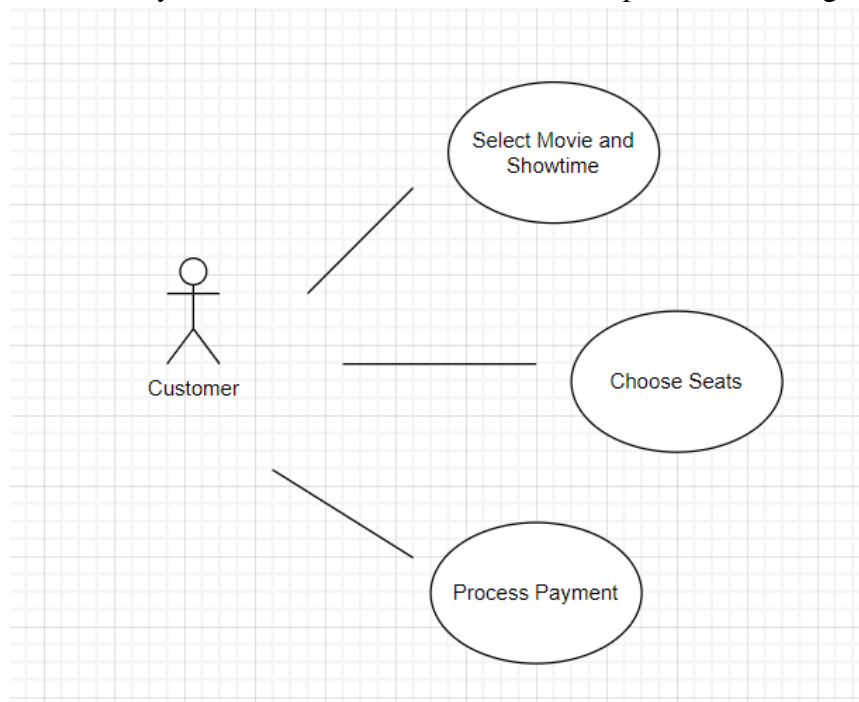 Select Movie and
Showtime
Customer
Choose Seats
Process Payment